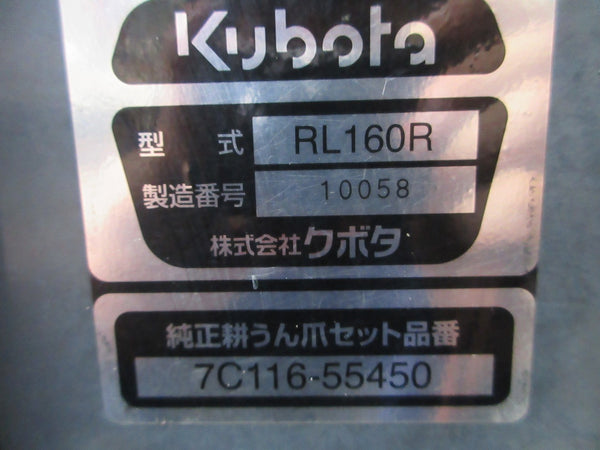 Kubota
型 式 RL160R
製造番号 10058
株式会社クボタ
純正耕うん爪セット品番
7C116-55450